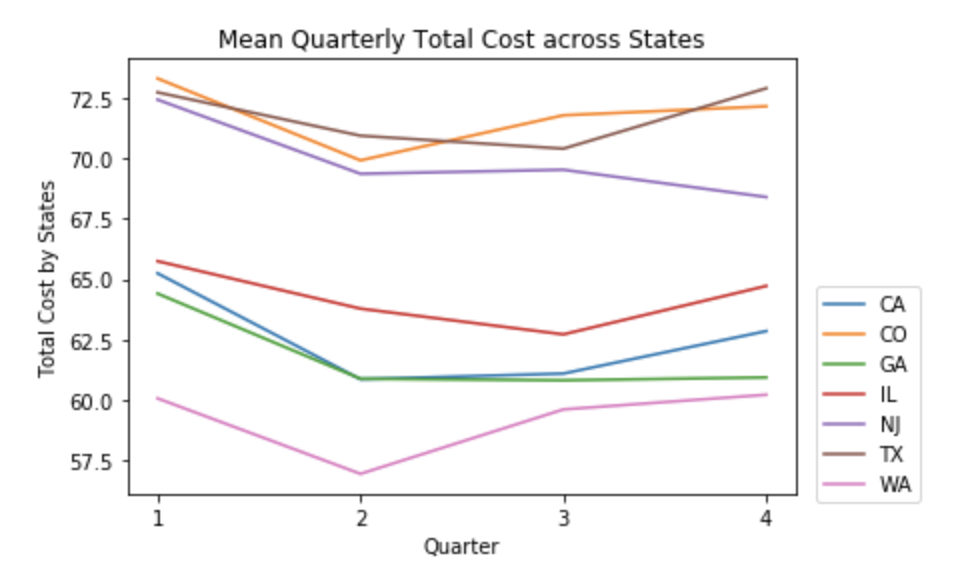 Mean Quarterly Total Cost across States
Total Cost by States
72.5
70.0
67.5
65.0
62.5
60.0
57.5
1 2 3 4
Quarter
CA
CO
GA
IL
NJ
TX
WA